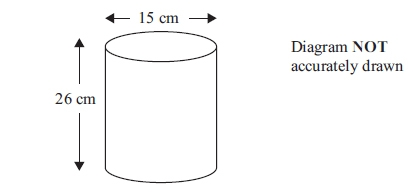 15 cm
Diagram NOT
accurately drawn
26 cm